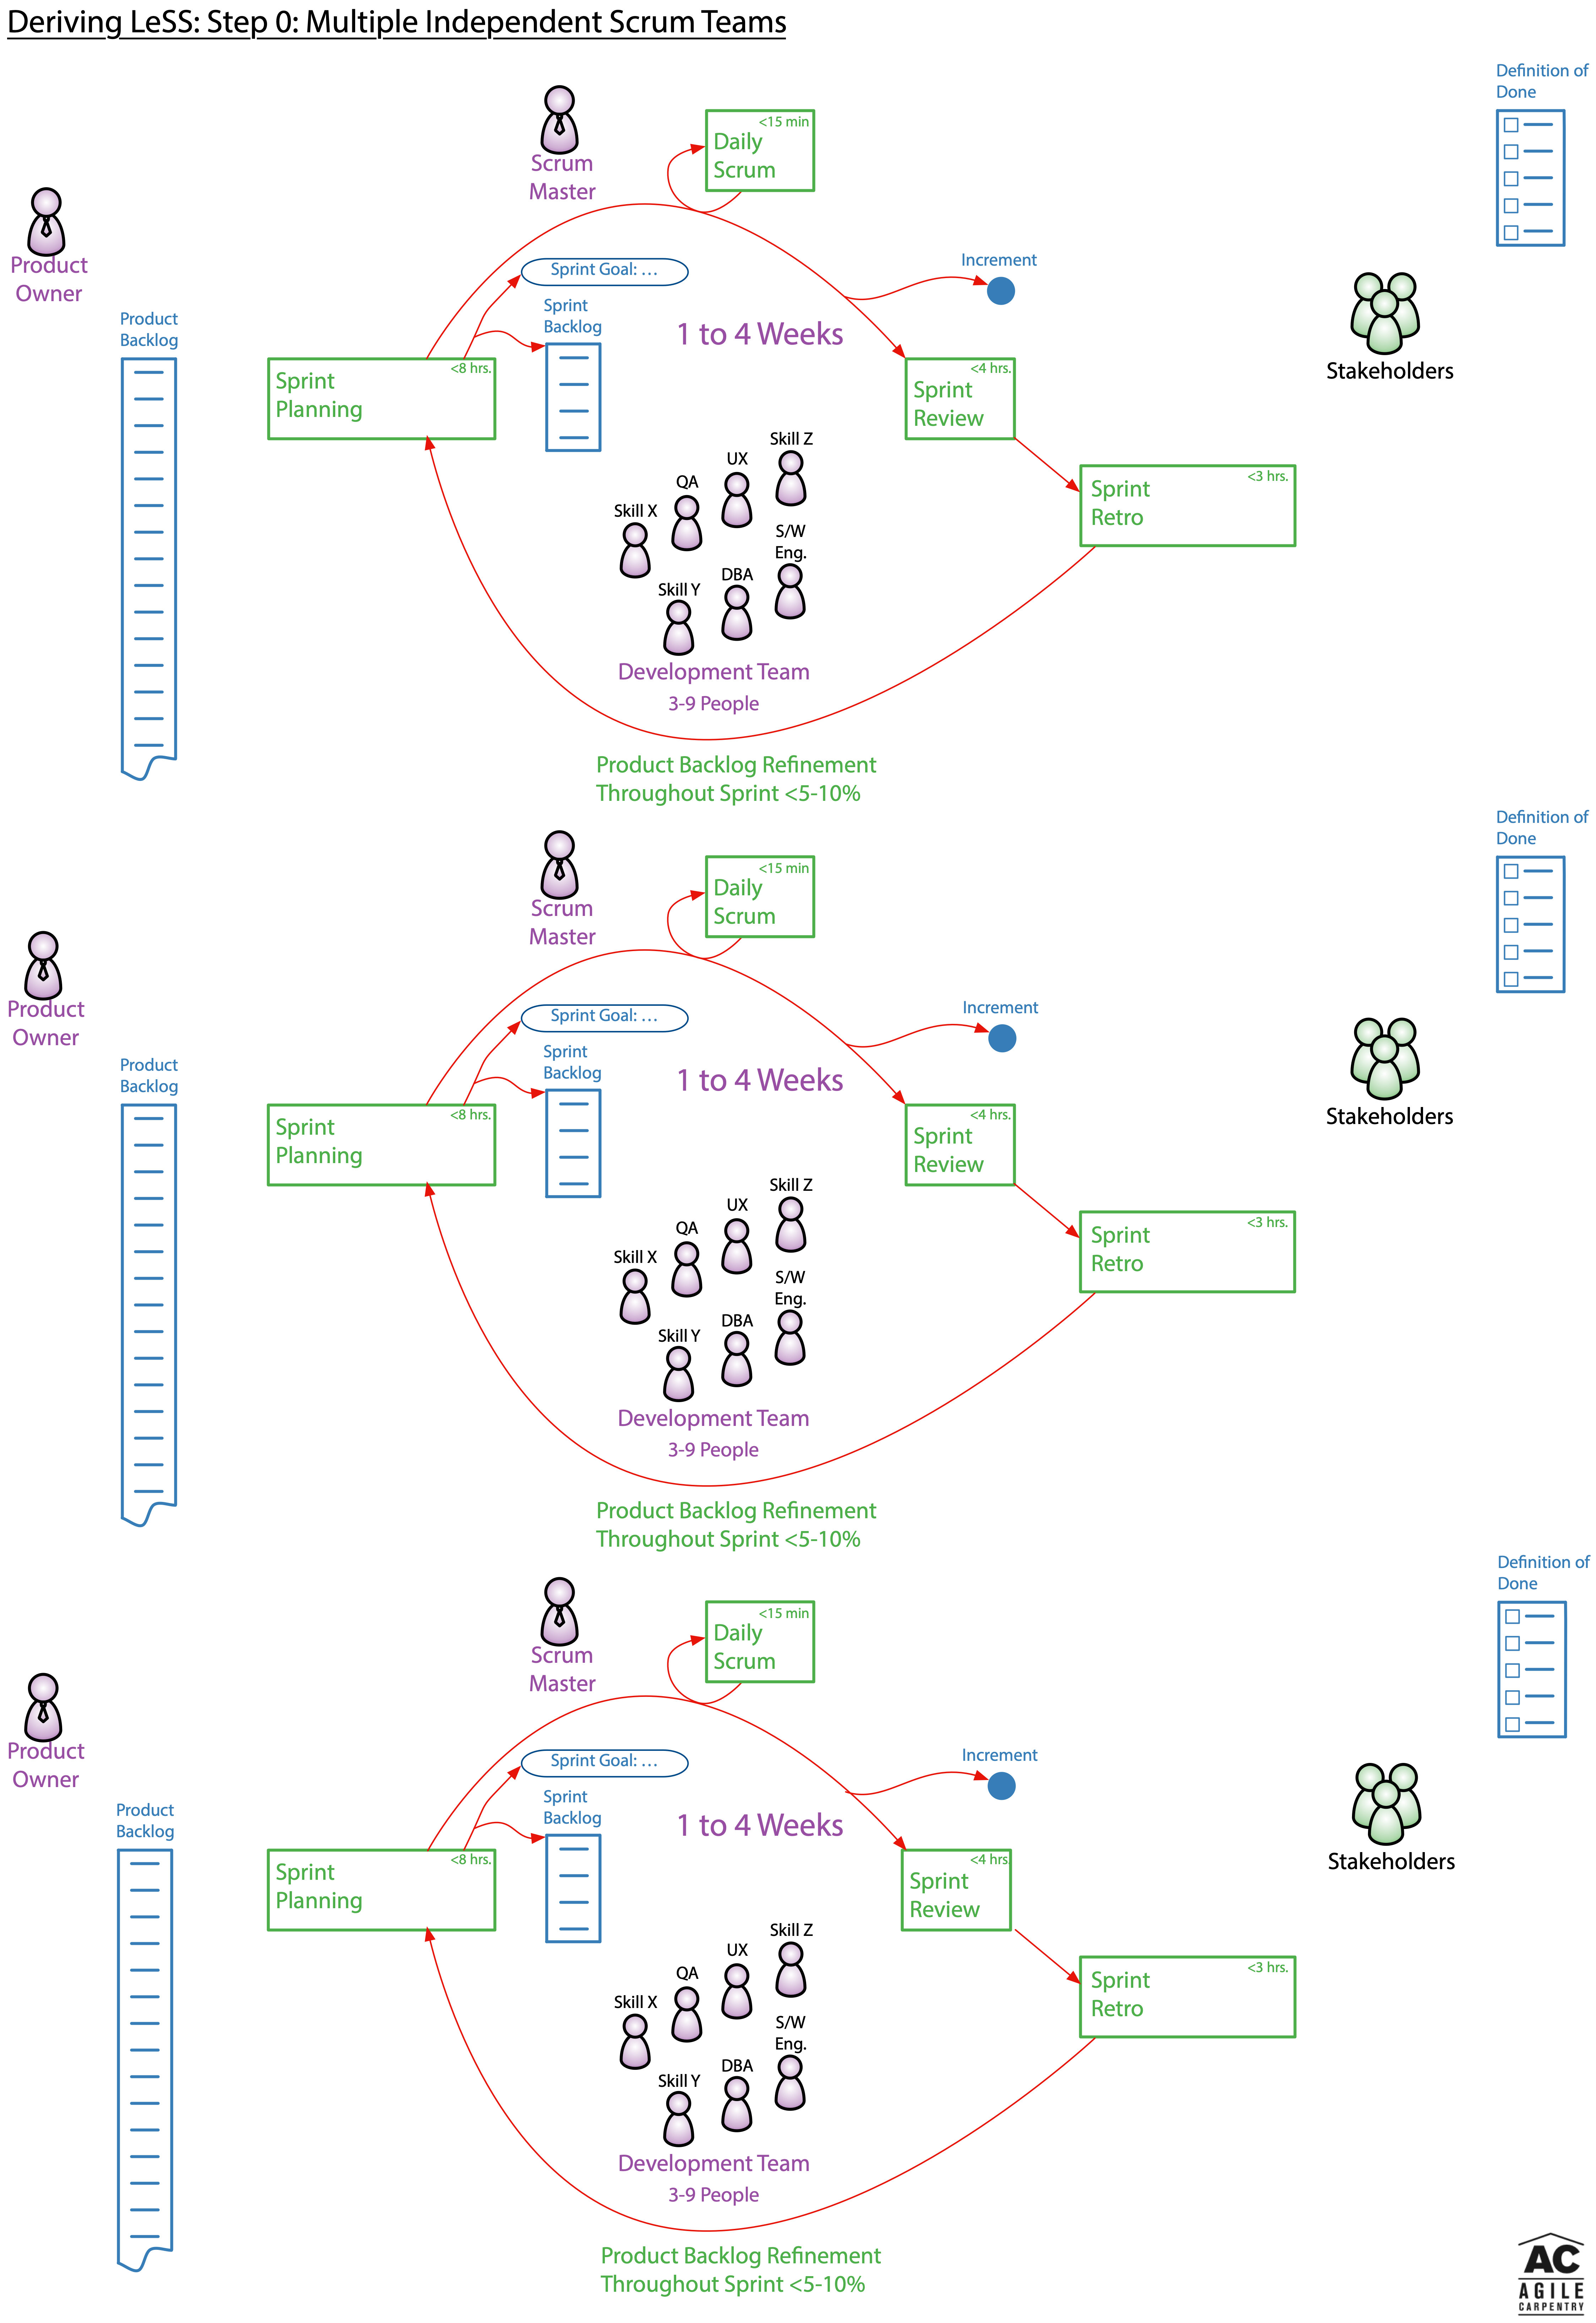 Deriving LeSS: Step 0: Multiple Independent Scrum Teams
Definition of
Done
<15 min
Daily
Scrum
Scrum
Master
Product
Owner
Increment
Sprint Goal: ...
Sprint
Backlog
Product
Backlog
1 to 4 Weeks
<8 hrs.
Sprint
Planning
<4 hrs.
Sprint
Review
Stakeholders
Skill Z
UX
QA
Skill X
S/W
Eng.
DBA
Skill Y
<3 hrs.
Sprint
Retro
Development Team
3-9 People
Product Backlog Refinement
Throughout Sprint <5-10%
Definition of
Done
<15 min
Daily
Scrum
Scrum
Master
Product
Owner
Increment
Sprint Goal: ...
Sprint
Backlog
Product
Backlog
1 to 4 Weeks
<8 hrs.
Sprint
Planning
<4 hrs.
Sprint
Review
Stakeholders
Skill Z
UX
QA
Skill X
S/W
Eng.
DBA
Skill Y
<3 hrs.
Sprint
Retro
Development Team
3-9 People
Product Backlog Refinement
Throughout Sprint <5-10%
Definition of
Done
<15 min
Daily
Scrum
Scrum
Master
Product
Owner
Increment
Sprint Goal: ...
Sprint
Backlog
Product
Backlog
1 to 4 Weeks
<8 hrs.
Sprint
Planning
<4 hrs.
Sprint
Review
Stakeholders
Skill Z
UX
QA
Skill X
S/W
Eng.
DBA
Skill Y
<3 hrs.
Sprint
Retro
Development Team
3-9 People
Product Backlog Refinement
Throughout Sprint <5-10%
AC
AGILE
CARPENTRY